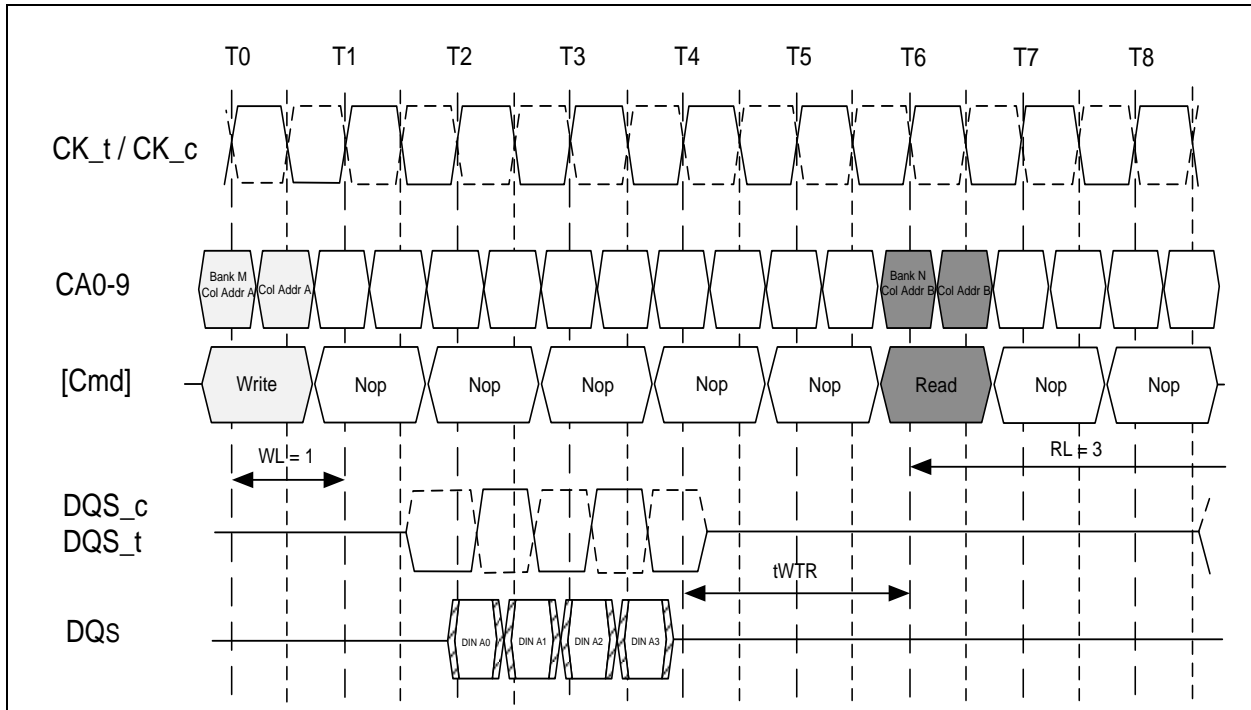 T0 T1 T2 T3 T4 T5 T6 T7 T8
CK_t / CK_c
CA0-9
Bank M
Col Addr A
Col Addr A
Bank N
Col Addr B
Col Addr B
[Cmd]
Write Nop Nop Nop Nop Nop Read Nop Nop
WL = 1
RL = 3
DQS_c
DQS_t
tWTR
DQs
DIN A0 DIN A1 DIN A2 DIN A3